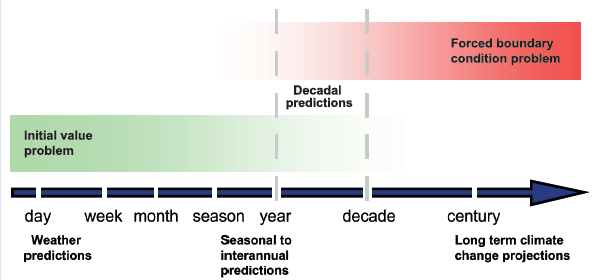 Forced boundary
condition problem
Decadal
predictions
Initial value
problem
day week month season year decade century
Weather
predictions
Seasonal to
interannual
predictions
Long term climate
change projections